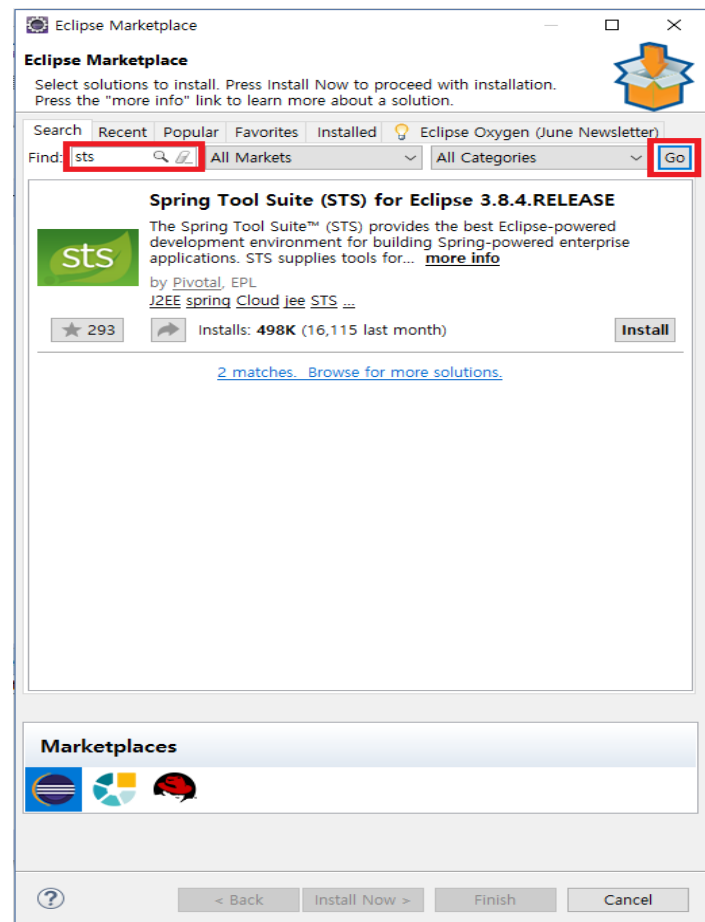 Eclipse Marketplace
Eclipse Marketplace
Select solutions to install. Press Install Now to proceed with installation.
Press the "more info" link to learn more about a solution.
Search Recent Popular Favorites Installed Eclipse Oxygen (June Newsletter)
Find: sts All Markets All Categories Go
Spring Tool Suite (STS) for Eclipse 3.8.4.RELEASE
The Spring Tool Suite™ (STS) provides the best Eclipse-powered
development environment for building Spring-powered enterprise
applications. STS supplies tools for... more info
sts
by Pivotal, EPL
J2EE spring Cloud jee STS ...
293 Installs: 498K (16,115 last month) Install
2 matches. Browse for more solutions.
Marketplaces
? < Back Install Now > Finish Cancel